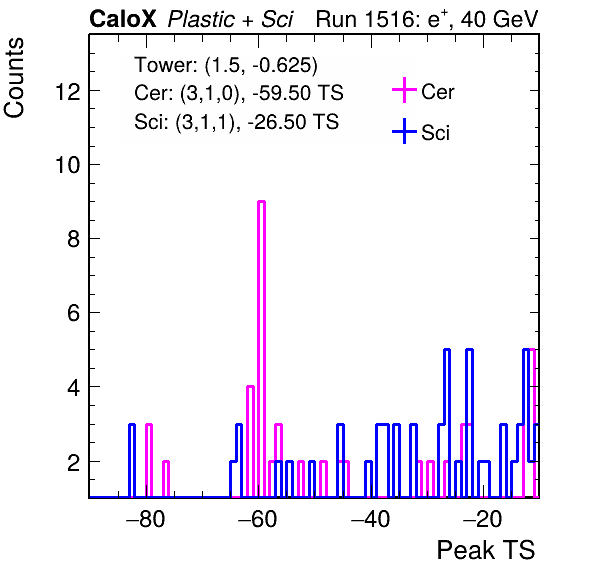 CaloX Plastic + Sci Run 1516: e⁺, 40 GeV
Tower: (1.5, -0.625)
Cer: (3,1,0), -59.50 TS
Sci: (3,1,1), -26.50 TS
Cer
Sci
Counts
12
10
8
6
4
2
−80 −60 −40 −20
Peak TS